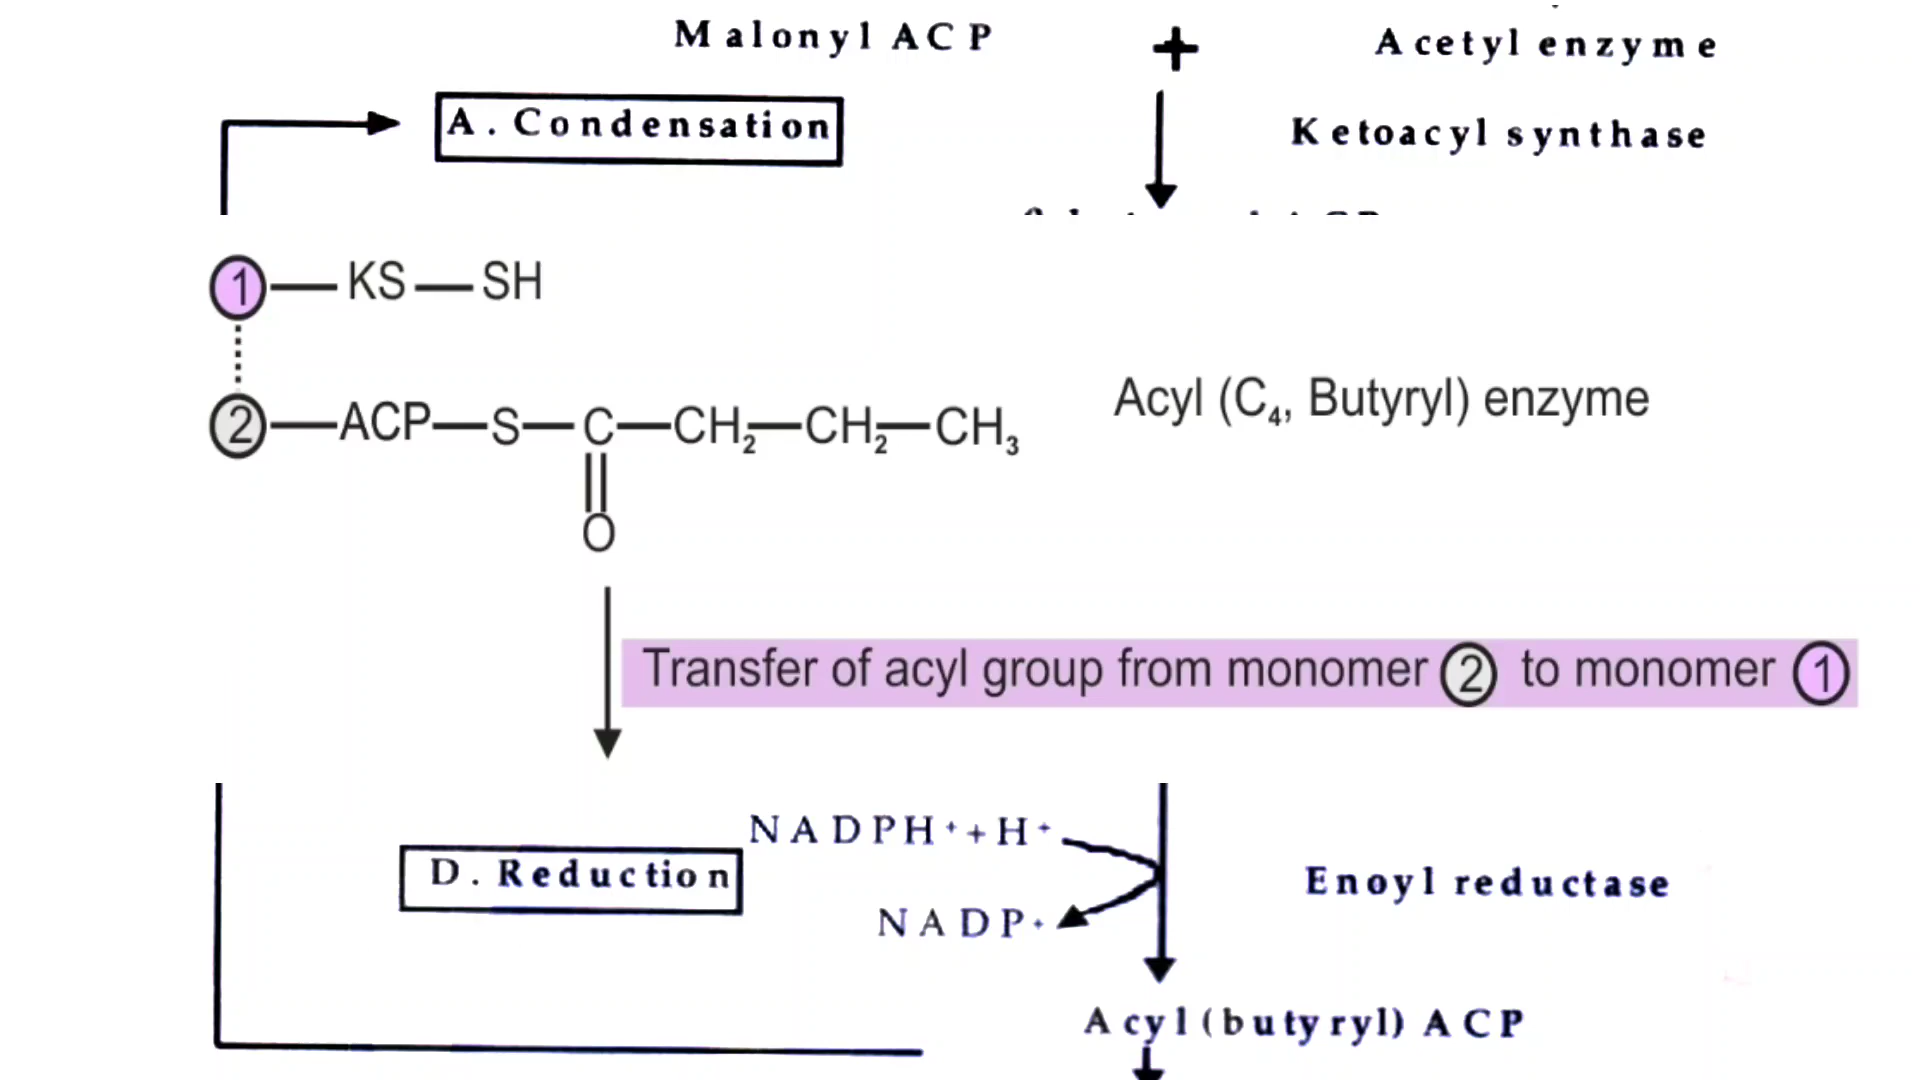 Malonyl ACP + Acetyl enzyme
A. Condensation
Ketoacyl synthase
1 KS SH
2 ACP S C CH₂ CH₂ CH₃
O
Acyl (C₄, Butyryl) enzyme
Transfer of acyl group from monomer 2 to monomer 1
NADPH⁺+H⁺
D. Reduction
Enoyl reductase
NADP⁺
Acyl (butyryl) ACP